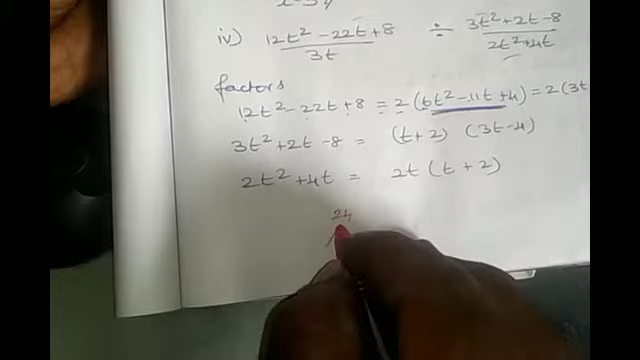 iv) 12t² - 22t + 8 / 3t ÷ 3t² + 2t - 8 / 2t² + 4t
factors
12t² - 22t + 8 = 2 (6t² - 11t + 4) = 2 (3t
3t² + 2t - 8 = (t + 2) (3t - 4)
2t² + 4t = 2t (t + 2)
24